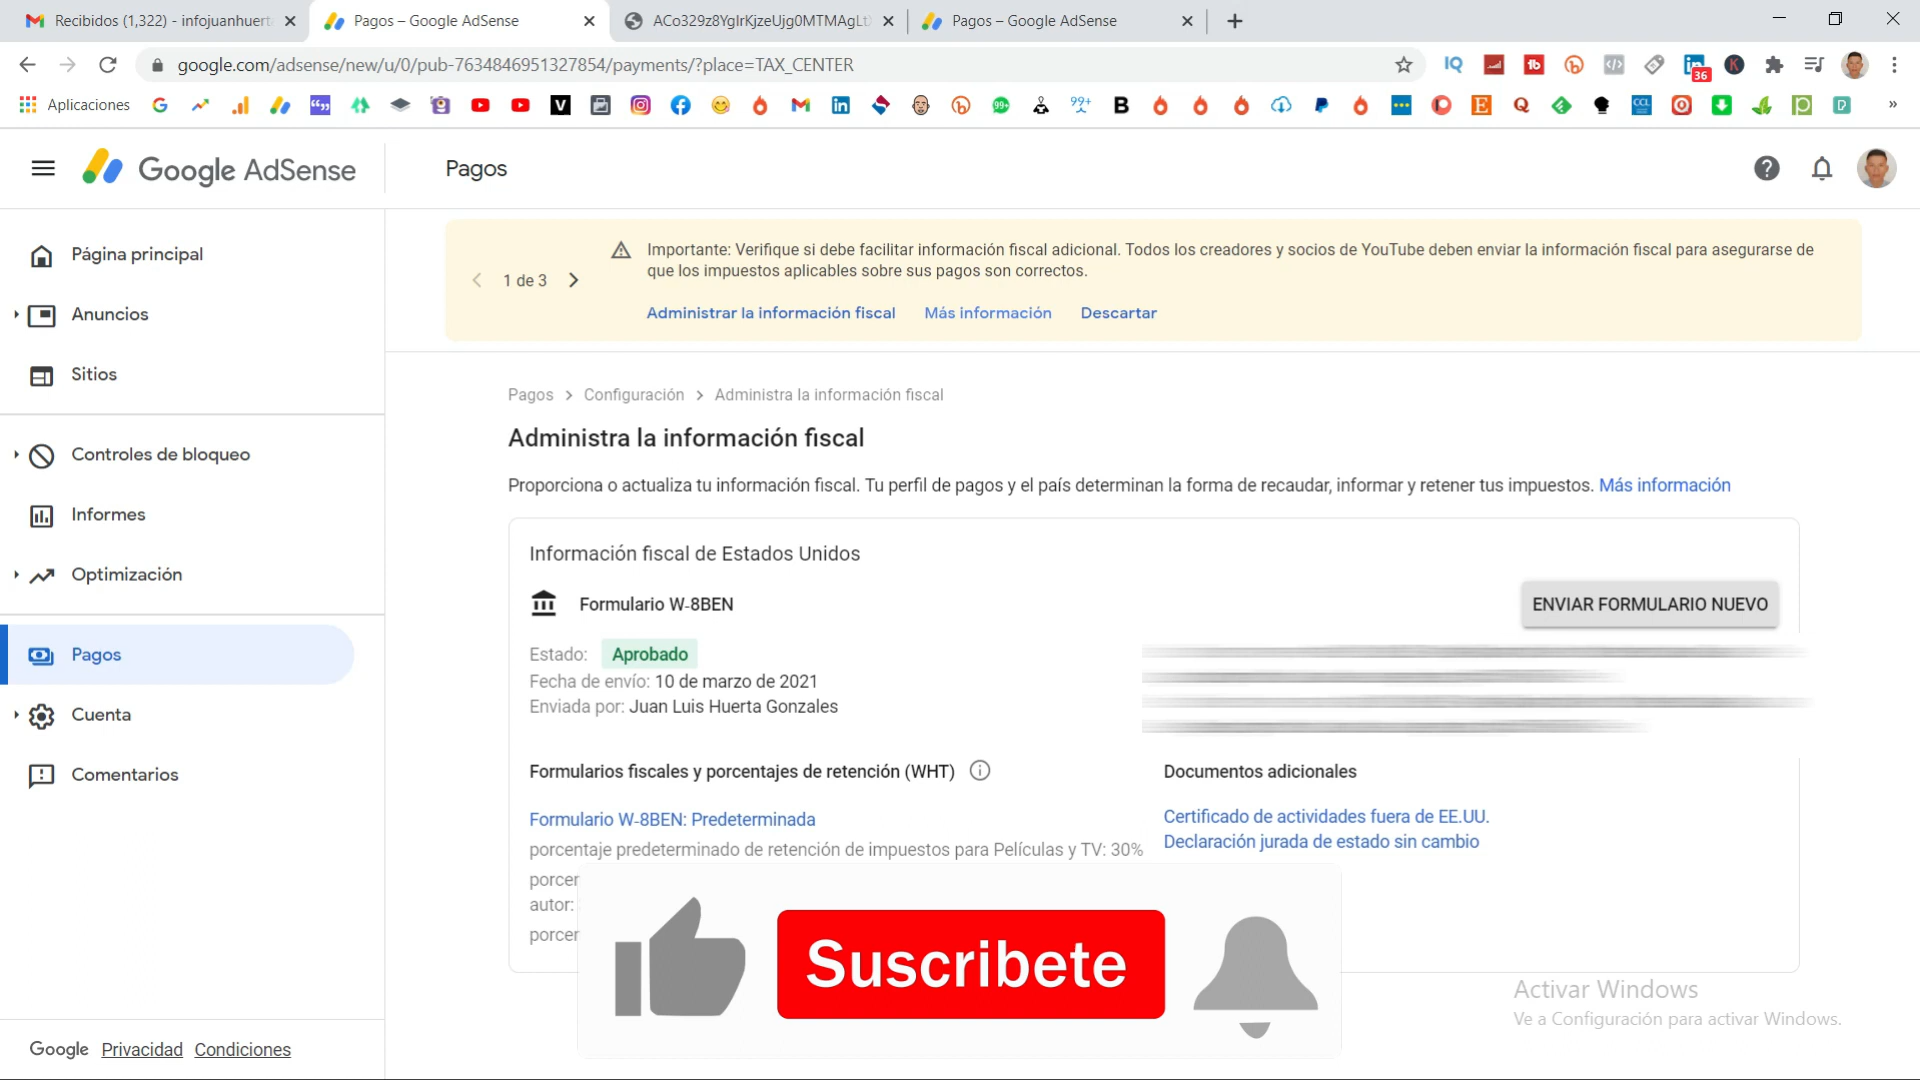 Recibidos (1,322) - infojuanhuert
Pagos – Google AdSense
ACo329z8YgIrKjzeUjg0MTMAgLt
Pagos – Google AdSense
google.com/adsense/new/u/0/pub-7634846951327854/payments/?place=TAX_CENTER
36
Aplicaciones
Google AdSense
Pagos
Página principal
Anuncios
Sitios
Controles de bloqueo
Informes
Optimización
Pagos
Cuenta
Comentarios
1 de 3
Importante: Verifique si debe facilitar información fiscal adicional. Todos los creadores y socios de YouTube deben enviar la información fiscal para asegurarse de
que los impuestos aplicables sobre sus pagos son correctos.
Administrar la información fiscal Más información Descartar
Pagos > Configuración > Administra la información fiscal
Administra la información fiscal
Proporciona o actualiza tu información fiscal. Tu perfil de pagos y el país determinan la forma de recaudar, informar y retener tus impuestos. Más información
Información fiscal de Estados Unidos
Formulario W-8BEN
ENVIAR FORMULARIO NUEVO
Estado: Aprobado
Fecha de envío: 10 de marzo de 2021
Enviada por: Juan Luis Huerta Gonzales
Formularios fiscales y porcentajes de retención (WHT)
Formulario W-8BEN: Predeterminada
porcentaje predeterminado de retención de impuestos para Películas y TV: 30%
porcer
autor:
porcer
Documentos adicionales
Certificado de actividades fuera de EE.UU.
Declaración jurada de estado sin cambio
Suscribete
Activar Windows
Ve a Configuración para activar Windows.
Google Privacidad Condiciones